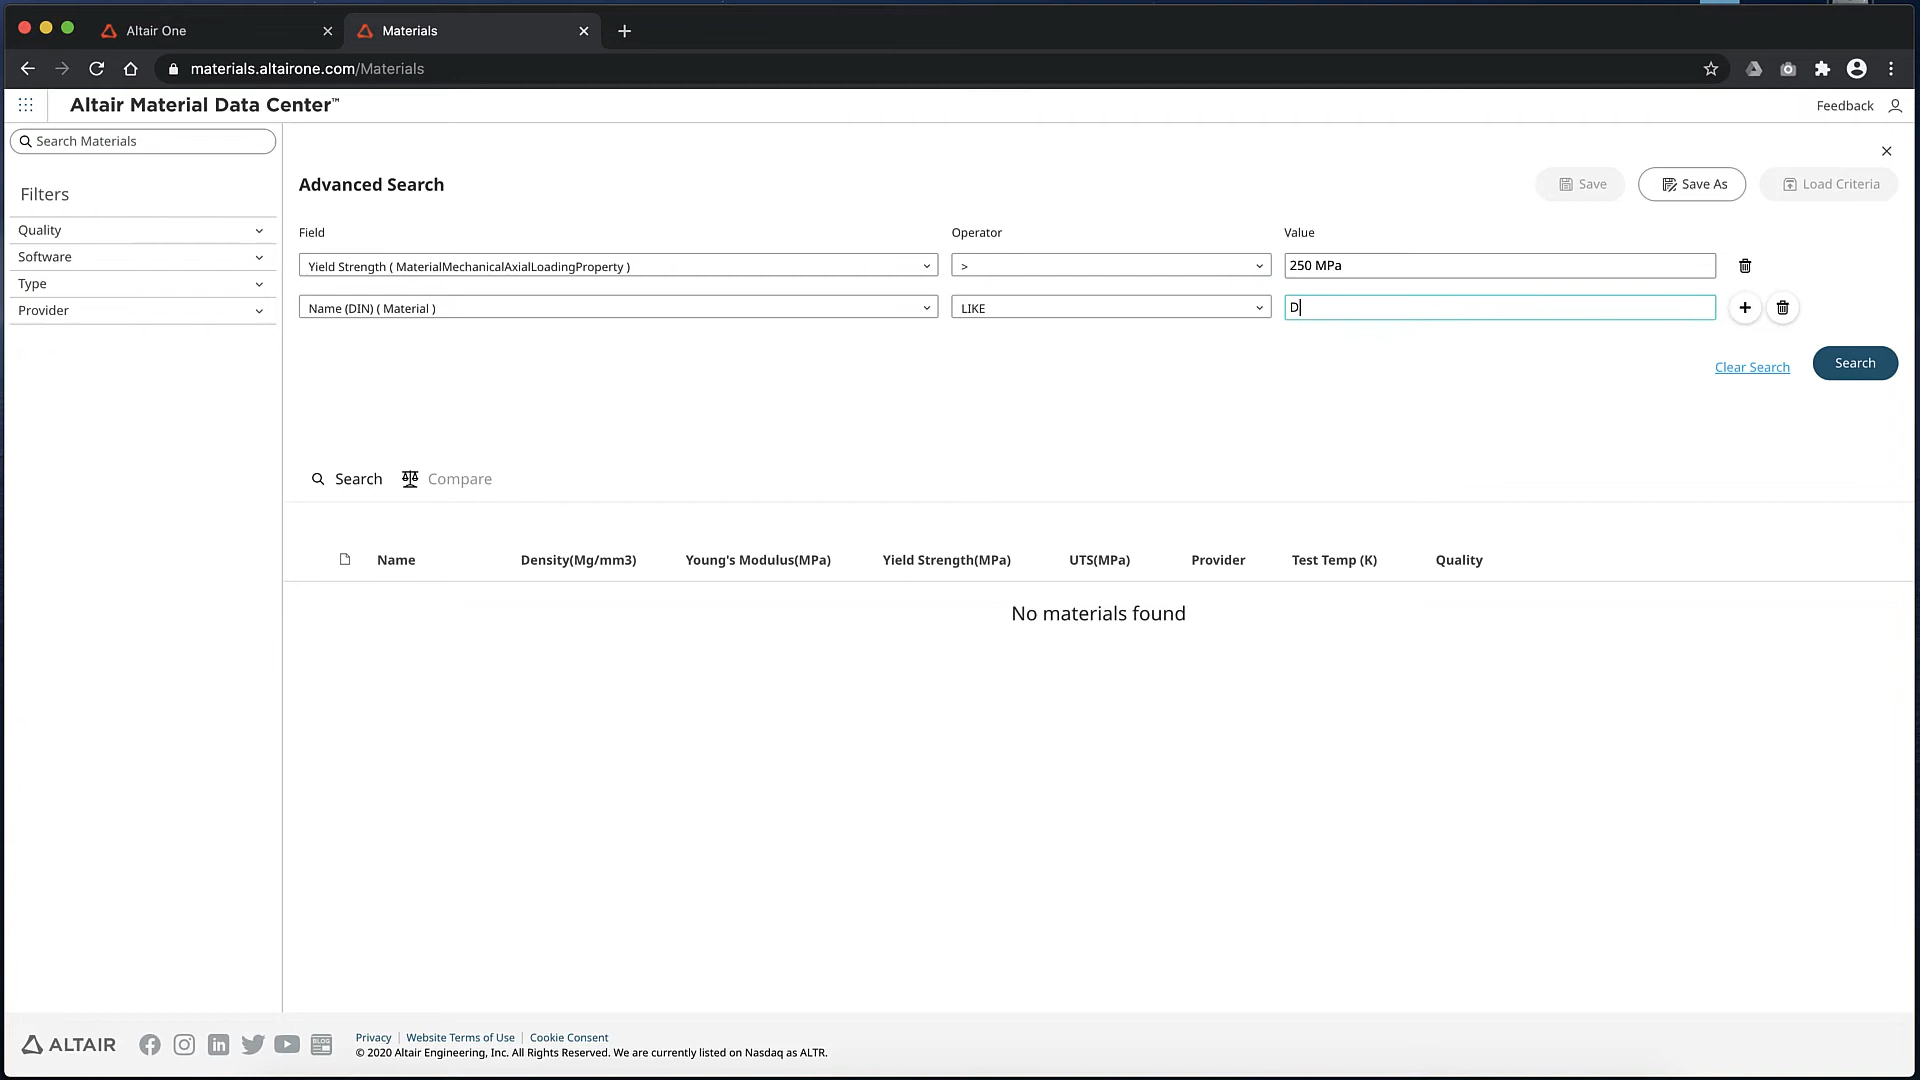 Altair One
Materials
materials.altairone.com/Materials
Altair Material Data Center™
Feedback
Search Materials
Filters
Quality
Software
Type
Provider
Advanced Search
Save
Save As
Load Criteria
Field
Operator
Value
Yield Strength ( MaterialMechanicalAxialLoadingProperty )
>
250 MPa
Name (DIN) ( Material )
LIKE
D
Clear Search
Search
Search
Compare
Name
Density(Mg/mm3)
Young's Modulus(MPa)
Yield Strength(MPa)
UTS(MPa)
Provider
Test Temp (K)
Quality
No materials found
ALTAIR
BLOG
Privacy | Website Terms of Use | Cookie Consent
© 2020 Altair Engineering, Inc. All Rights Reserved. We are currently listed on Nasdaq as ALTR.